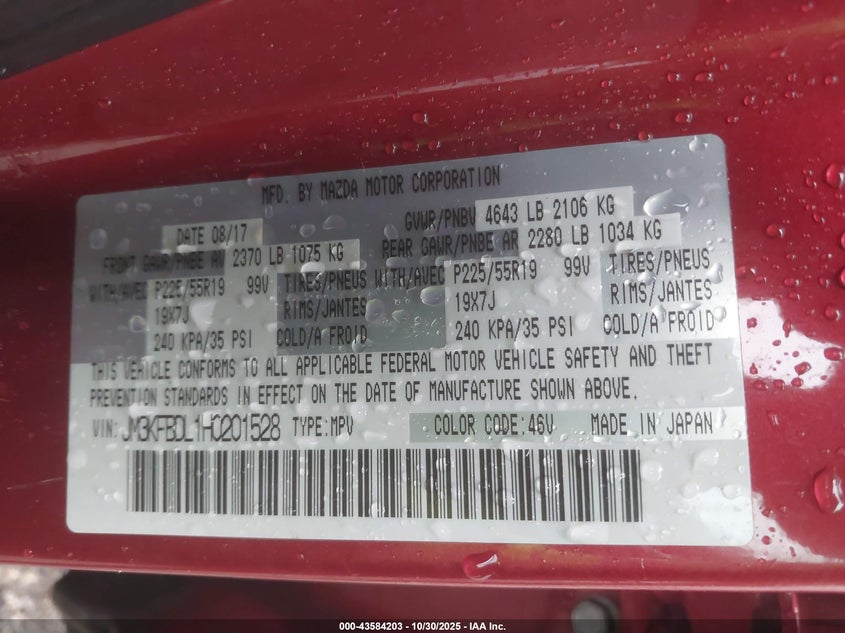 MFD. BY MAZDA MOTOR CORPORATION
DATE 08/17 GVWR/PNBV 4643 LB 2106 KG
FRONT GAWR/PNBE AV 2370 LB 1075 KG REAR GAWR/PNBE AR 2280 LB 1034 KG
WITH/AVEC P225/55R19 99V TIRES/PNEUS WITH/AVEC P225/55R19 99V TIRES/PNEUS
19X7J RIMS/JANTES 19X7J RIMS/JANTES
240 KPA/35 PSI COLD/A FROID 240 KPA/35 PSI COLD/A FROID
THIS VEHICLE CONFORMS TO ALL APPLICABLE FEDERAL MOTOR VEHICLE SAFETY AND THEFT
PREVENTION STANDARDS IN EFFECT ON THE DATE OF MANUFACTURE SHOWN ABOVE.
VIN: JM3KFBDL1H0201528 TYPE: MPV COLOR CODE: 46V MADE IN JAPAN
000-43584203 - 10/30/2025 - IAA Inc.